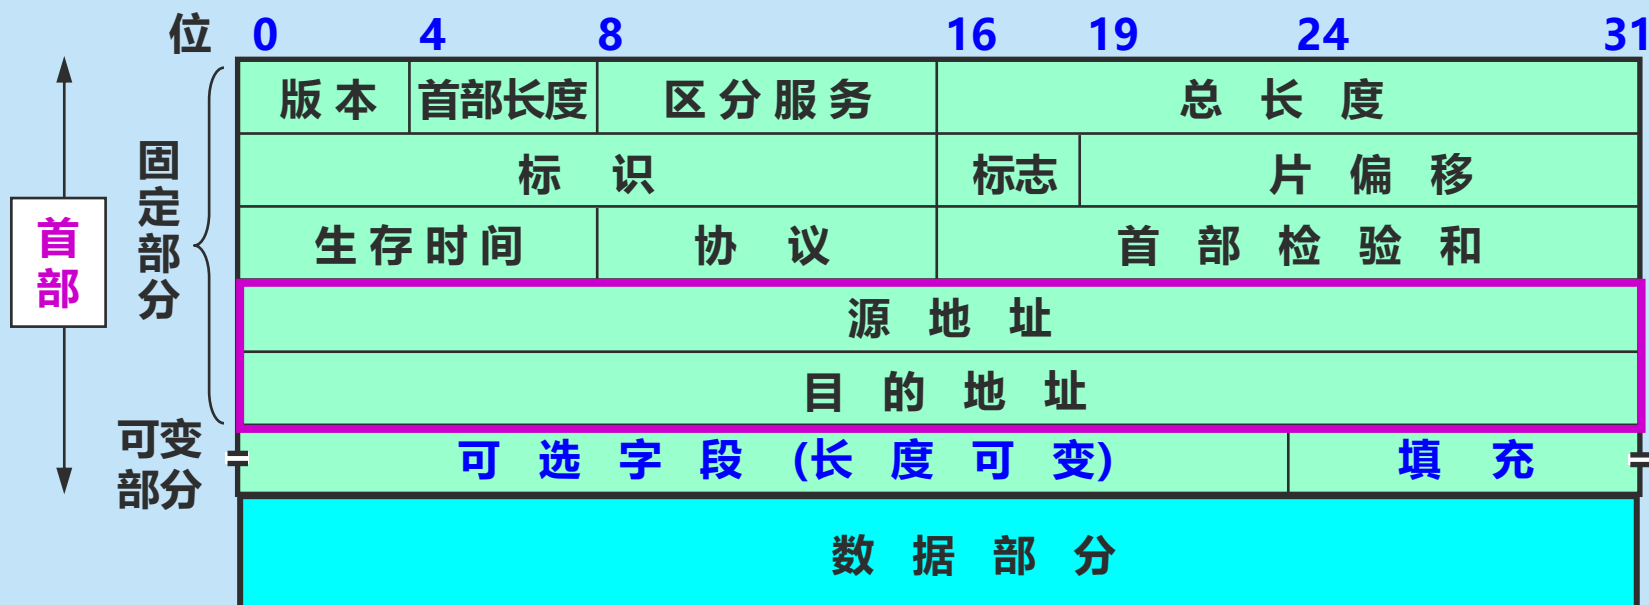 位 0 4 8 16 19 24 31
版 本 首部长度 区 分 服 务 总 长 度
标 识 标志 片 偏 移
生 存 时 间 协 议 首 部 检 验 和
源 地 址
目 的 地 址
可 选 字 段 (长 度 可 变) 填 充
数 据 部 分
首部
固定部分
可变
部分